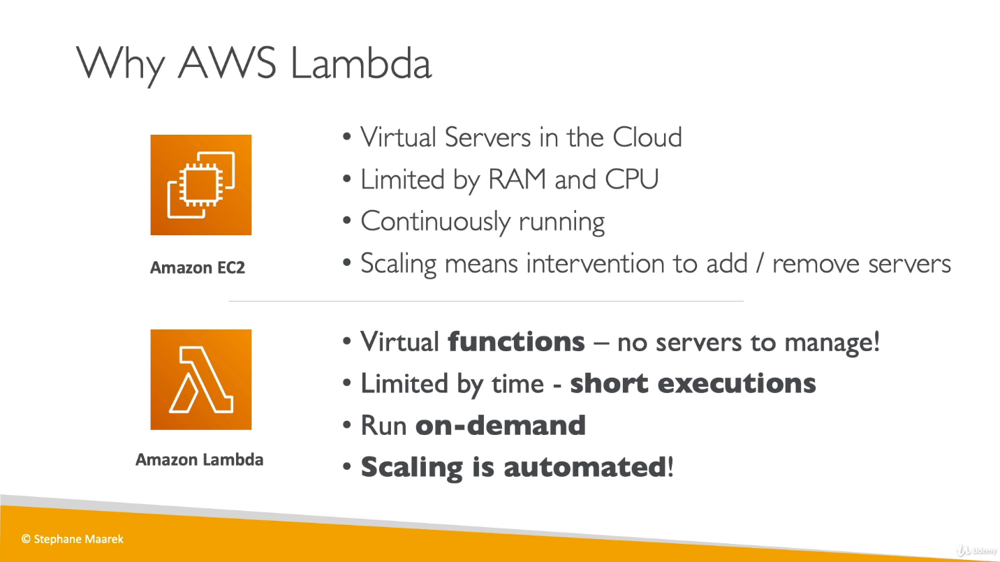 Why AWS Lambda
• Virtual Servers in the Cloud
• Limited by RAM and CPU
• Continuously running
• Scaling means intervention to add / remove servers
Amazon EC2
• Virtual functions – no servers to manage!
• Limited by time - short executions
• Run on-demand
• Scaling is automated!
Amazon Lambda
© Stephane Maarek
Udemy